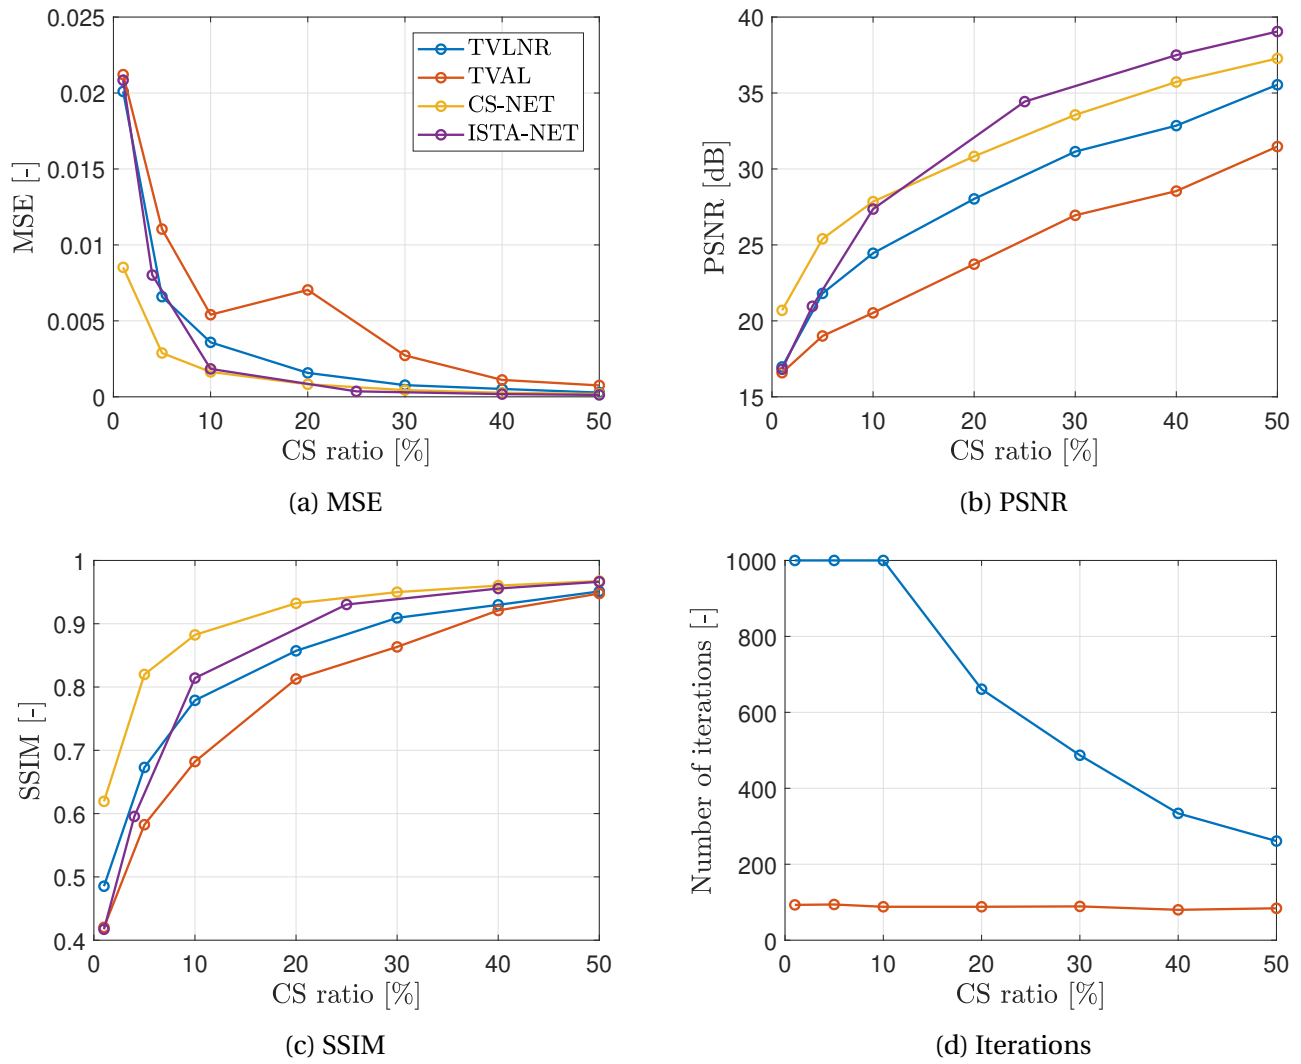 0.025
0.02
0.015
0.01
0.005
0
MSE [-]
TVLNR
TVAL
CS-NET
ISTA-NET
0 10 20 30 40 50
CS ratio [%]
(a) MSE
40
35
30
25
20
15
PSNR [dB]
0 10 20 30 40 50
CS ratio [%]
(b) PSNR
1
0.9
0.8
0.7
0.6
0.5
0.4
SSIM [-]
0 10 20 30 40 50
CS ratio [%]
(c) SSIM
1000
800
600
400
200
0
Number of iterations [-]
0 10 20 30 40 50
CS ratio [%]
(d) Iterations